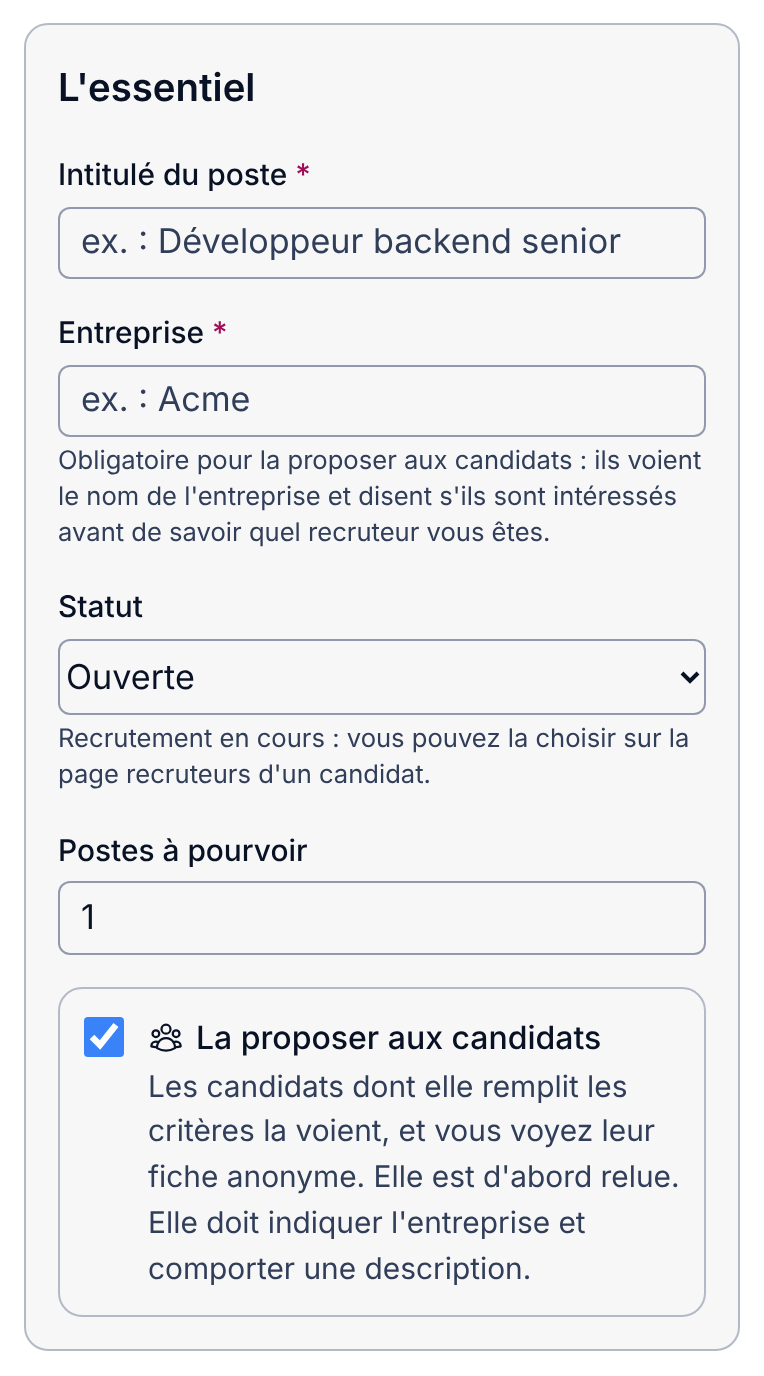 L'essentiel
Intitulé du poste *
ex. : Développeur backend senior
Entreprise *
ex. : Acme
Obligatoire pour la proposer aux candidats : ils voient
le nom de l'entreprise et disent s'ils sont intéressés
avant de savoir quel recruteur vous êtes.
Statut
Ouverte
Recrutement en cours : vous pouvez la choisir sur la
page recruteurs d'un candidat.
Postes à pourvoir
1
La proposer aux candidats
Les candidats dont elle remplit les
critères la voient, et vous voyez leur
fiche anonyme. Elle est d'abord relue.
Elle doit indiquer l'entreprise et
comporter une description.